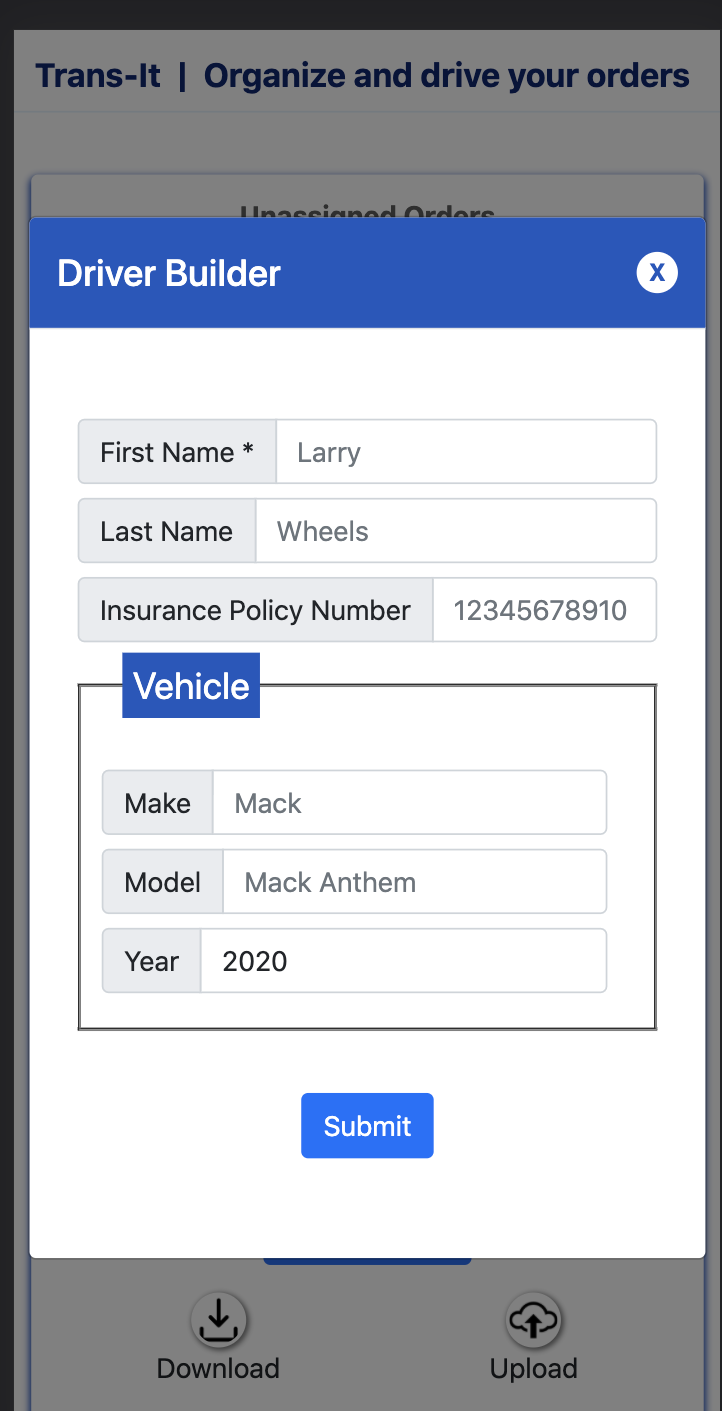 Trans-It | Organize and drive your orders
Unassigned Orders
Driver Builder X
First Name * Larry
Last Name Wheels
Insurance Policy Number 12345678910
Vehicle
Make Mack
Model Mack Anthem
Year 2020
Submit
Download Upload